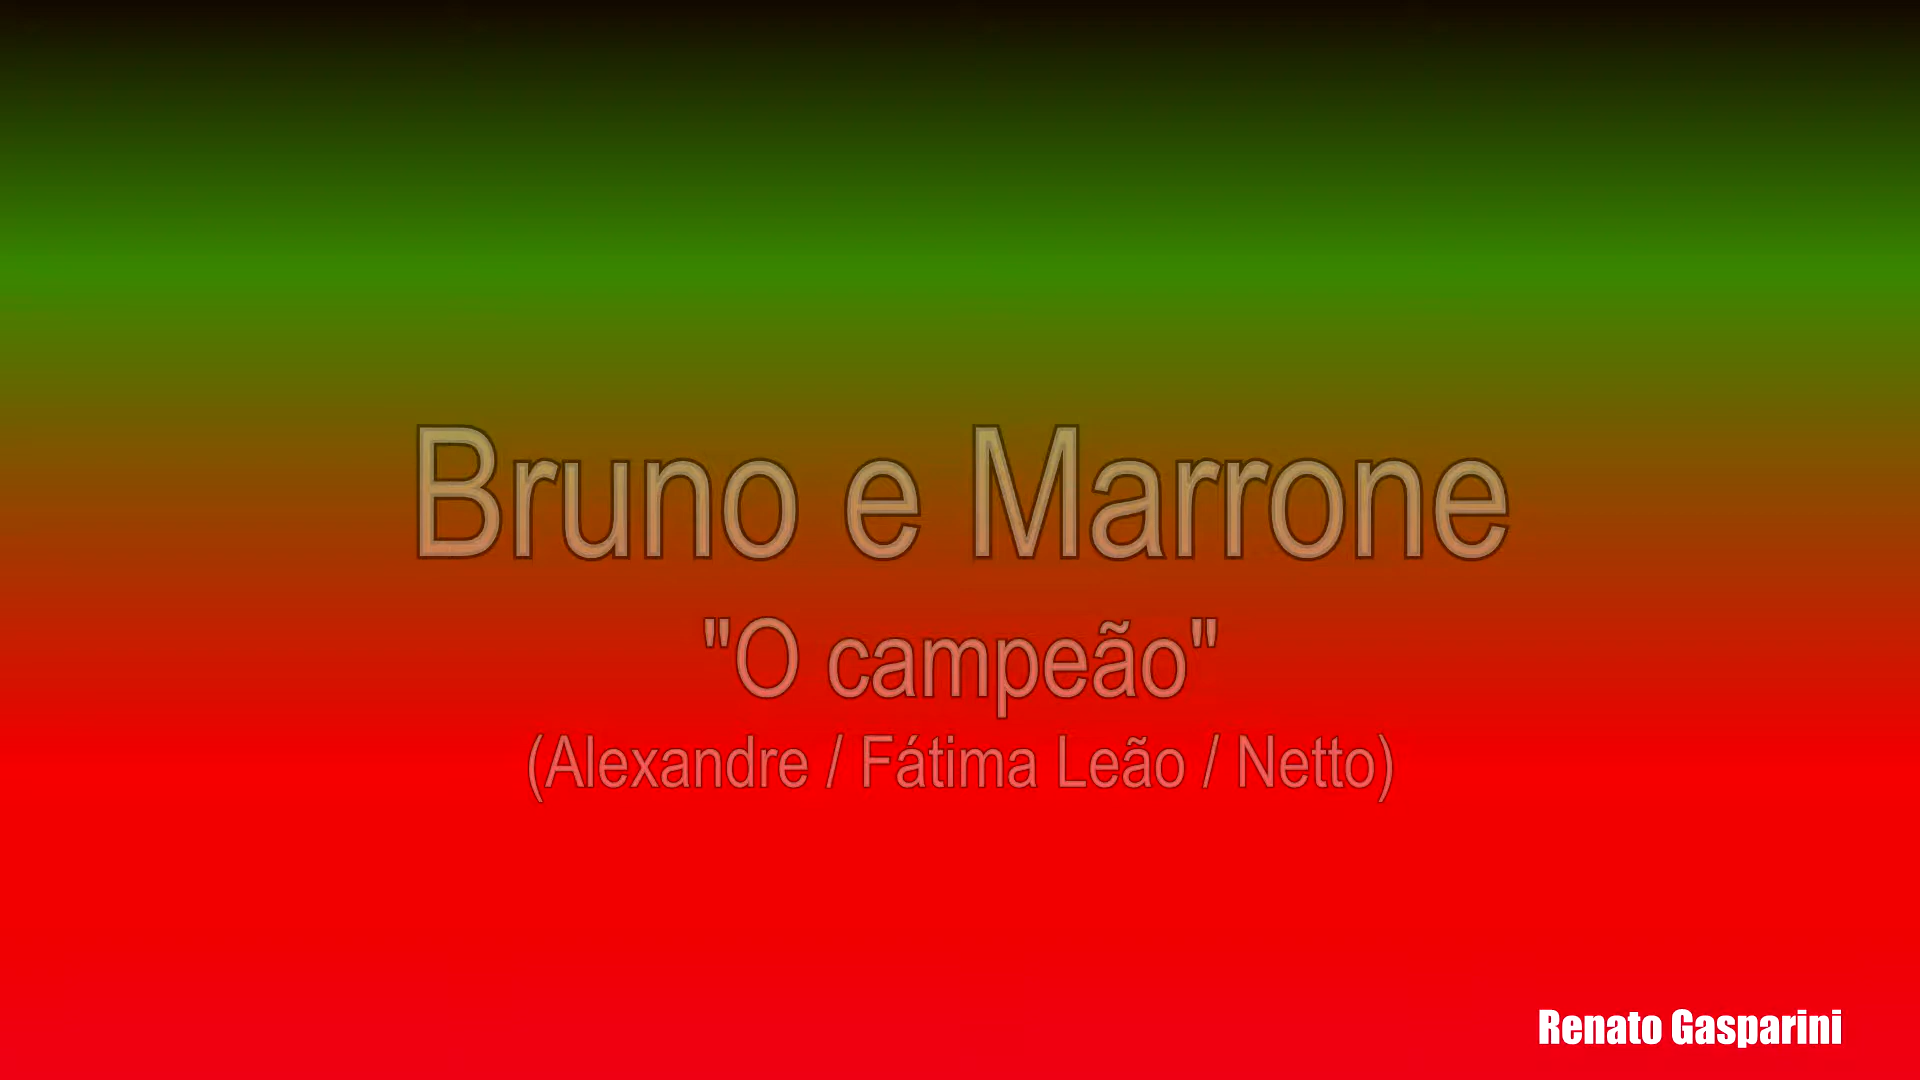 Bruno e Marrone
"O campeão"
(Alexandre / Fátima Leão / Netto)
Renato Gasparini